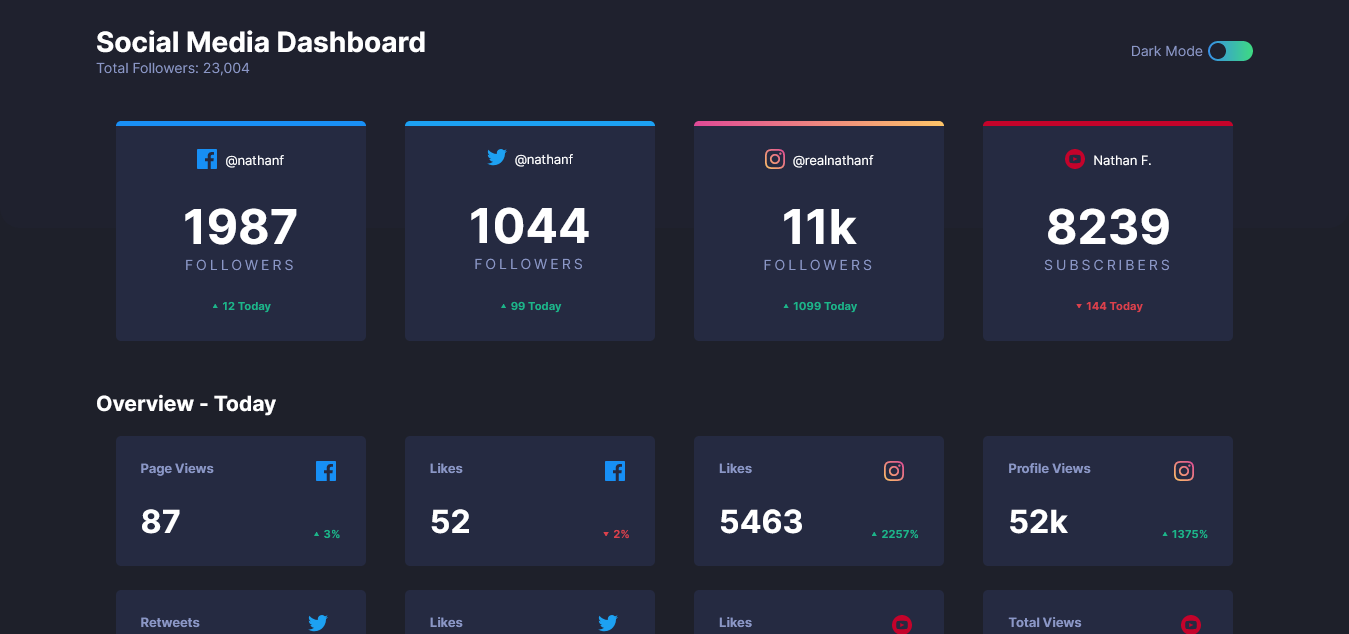 Social Media Dashboard
Total Followers: 23,004
Dark Mode
@nathanf
1987
FOLLOWERS
12 Today
@nathanf
1044
FOLLOWERS
99 Today
@realnathanf
11k
FOLLOWERS
1099 Today
Nathan F.
8239
SUBSCRIBERS
144 Today
Overview - Today
Page Views
87
3%
Likes
52
2%
Likes
5463
2257%
Profile Views
52k
1375%
Retweets
Likes
Likes
Total Views